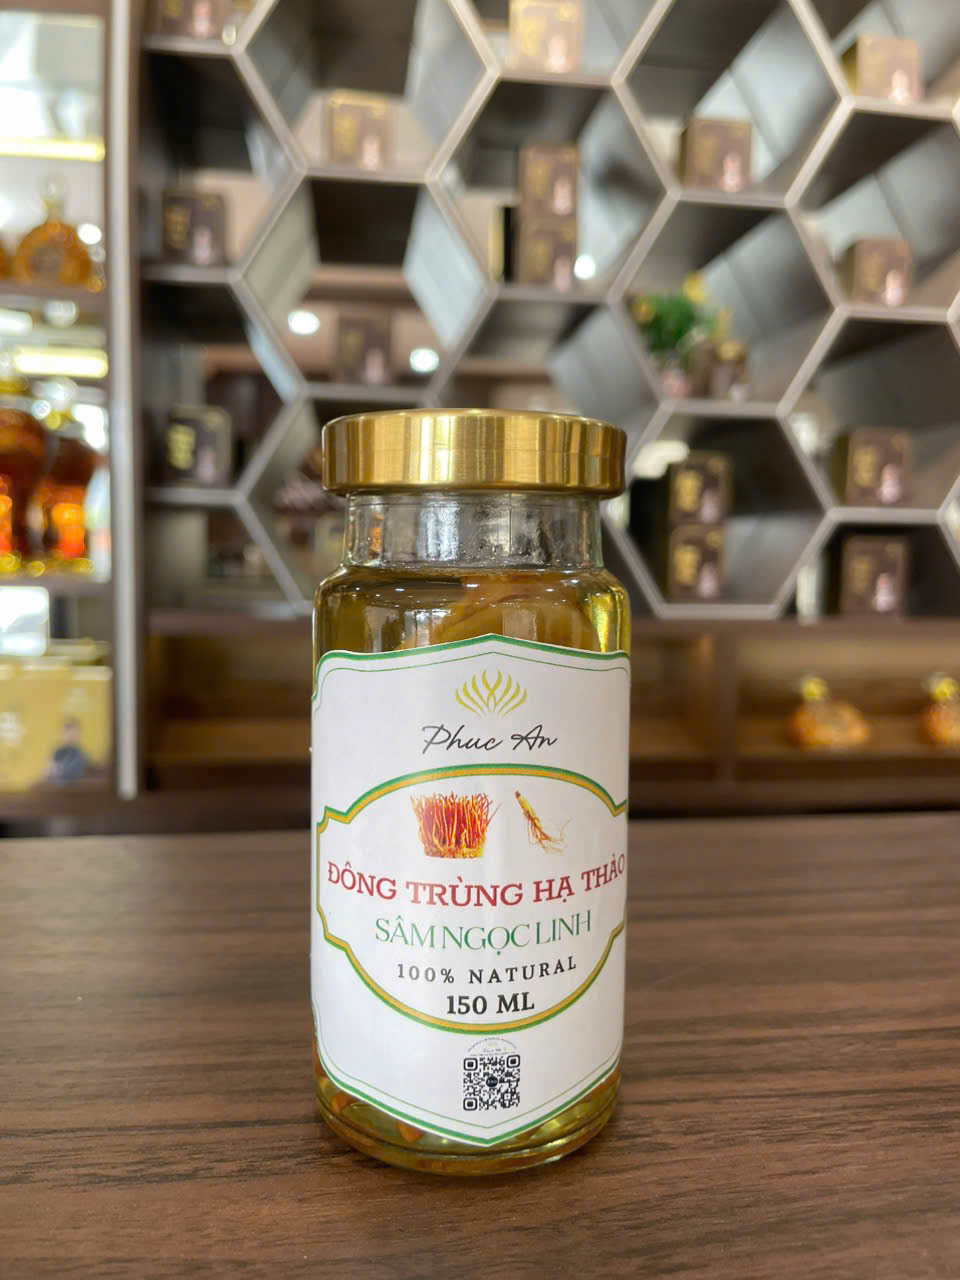 Phuc An
ĐÔNG TRÙNG HẠ THẢO
SÂM NGỌC LINH
100% NATURAL
150 ML